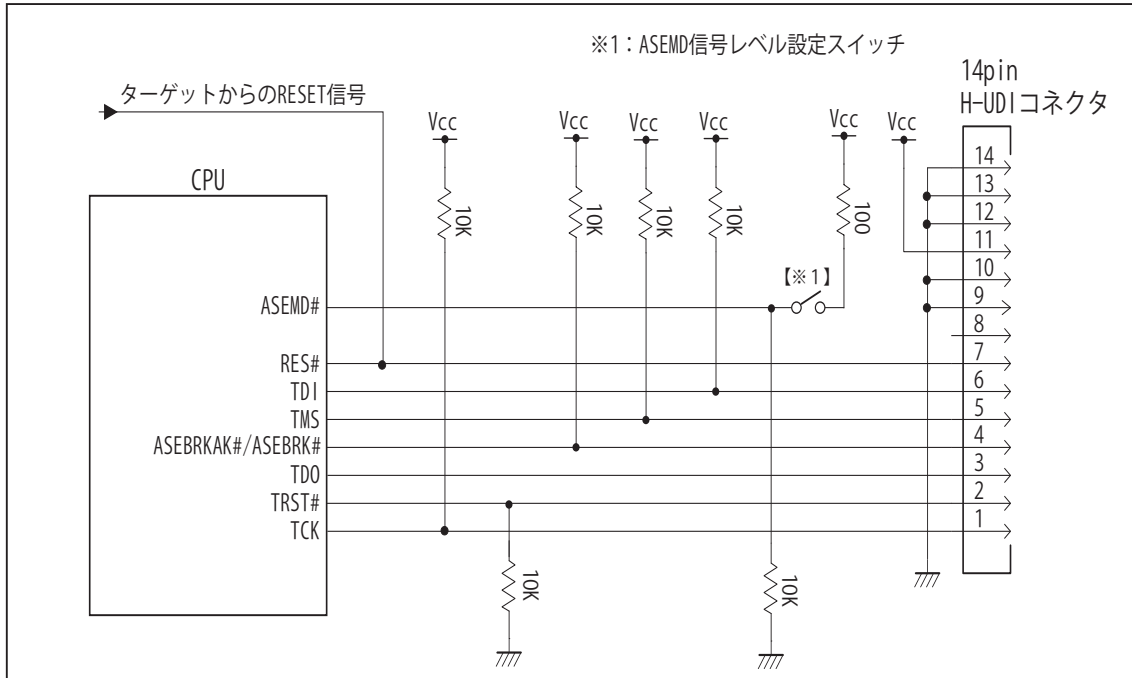 ※1：ASEMD信号レベル設定スイッチ
14pin
H-UDIコネクタ
ターゲットからのRESET信号
Vcc
Vcc
Vcc
Vcc
Vcc
Vcc
CPU
10K
10K
10K
10K
100
【※1】
14
13
12
11
10
9
8
7
6
5
4
3
2
1
ASEMD#
RES#
TDI
TMS
ASEBRKAK#/ASEBRK#
TDO
TRST#
TCK
10K
10K